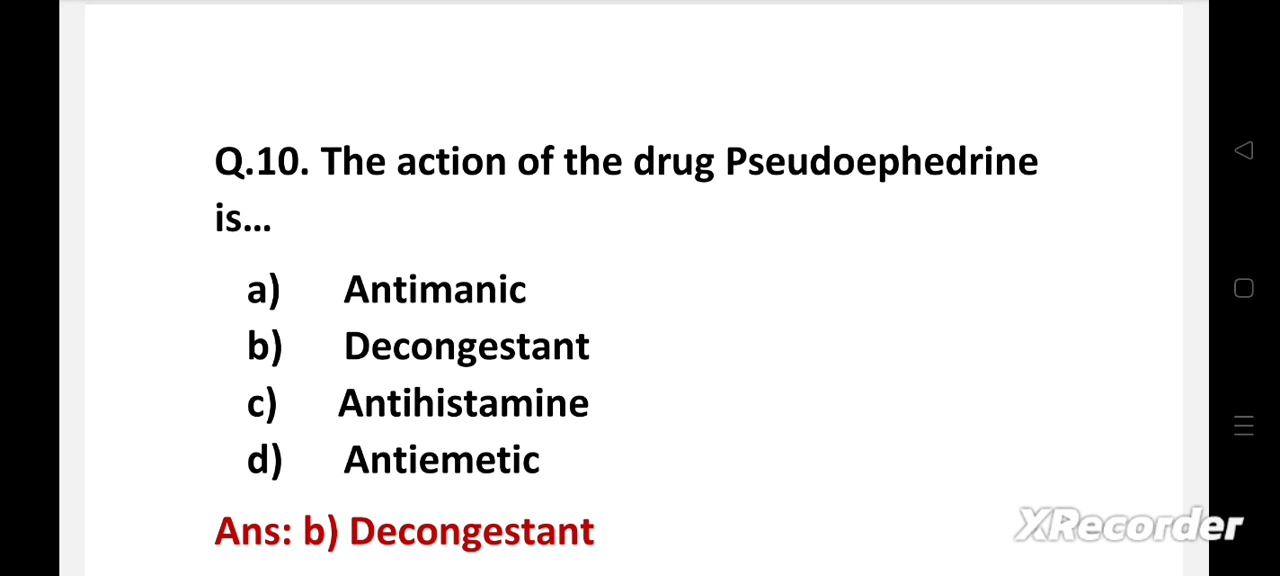 Q.10. The action of the drug Pseudoephedrine
is...
a) Antimanic
b) Decongestant
c) Antihistamine
d) Antiemetic
Ans: b) Decongestant
XRecorder